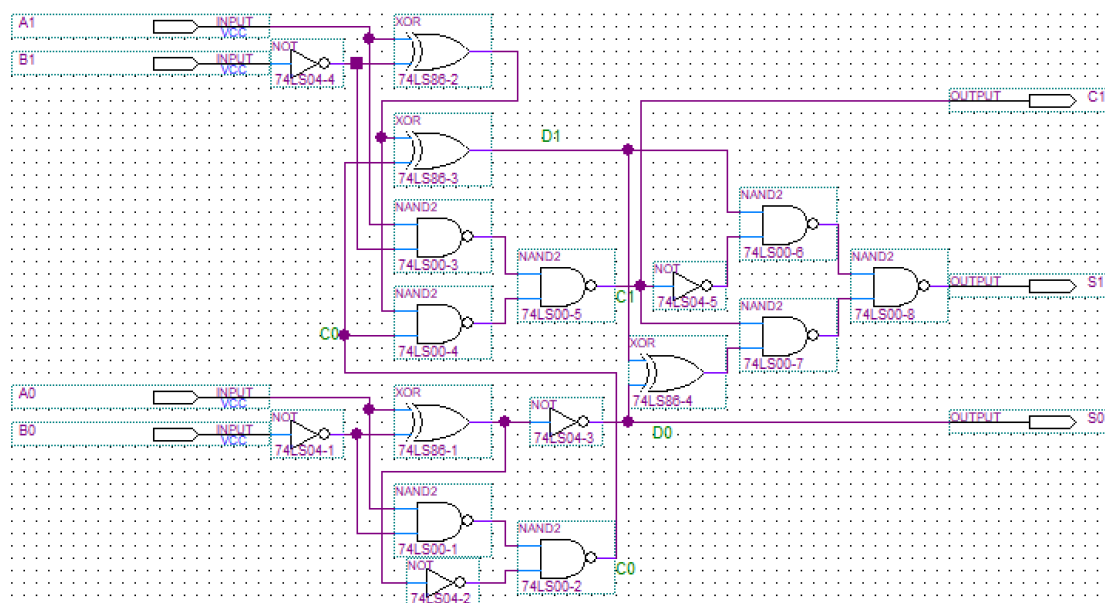 A1 INPUT XOR
VCC
B1 INPUT NOT
VCC 74LS04-4 74LS86-2
OUTPUT C1
XOR
D1
74LS86-3
NAND2
NAND2
74LS00-3
74LS00-6
NAND2 NOT NAND2
OUTPUT S1
NAND2 C1 74LS04-5
74LS00-5 NAND2 74LS00-8
C0
74LS00-4 XOR
74LS00-7
A0 INPUT XOR
VCC 74LS86-4
NOT
B0 INPUT NOT OUTPUT S0
VCC 74LS04-1 74LS86-1 74LS04-3 D0
NAND2
NAND2
74LS00-1
NOT C0
74LS00-2
74LS04-2